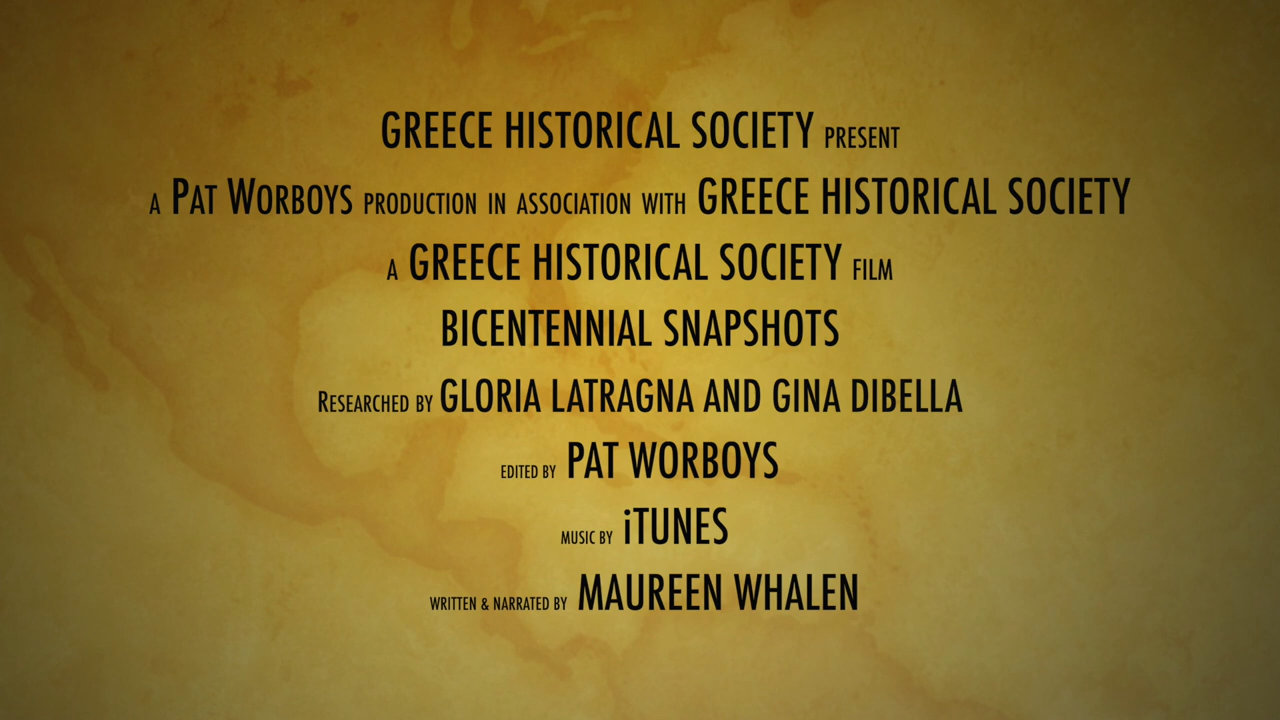 GREECE HISTORICAL SOCIETY PRESENT
A PAT WORBOYS PRODUCTION IN ASSOCIATION WITH GREECE HISTORICAL SOCIETY
A GREECE HISTORICAL SOCIETY FILM
BICENTENNIAL SNAPSHOTS
RESEARCHED BY GLORIA LATRAGNA AND GINA DIBELLA
EDITED BY PAT WORBOYS
MUSIC BY iTUNES
WRITTEN & NARRATED BY MAUREEN WHALEN